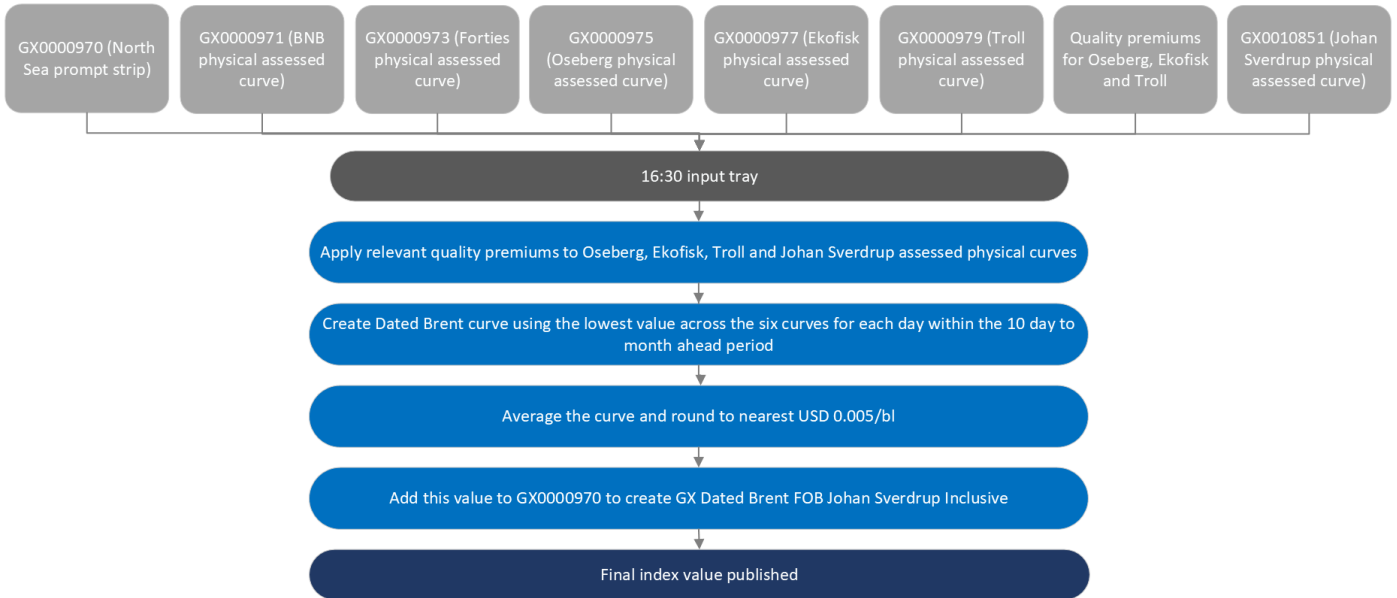 GX0000970 (North
Sea prompt strip)
GX0000971 (BNB
physical assessed
curve)
GX0000973 (Forties
physical assessed
curve)
GX0000975
(Oseberg physical
assessed curve)
GX0000977
(Ekofisk physical
assessed curve)
GX0000979 (Troll
physical assessed
curve)
Quality premiums
for Oseberg, Ekofisk
and Troll
GX0010851 (Johan
Sverdrup physical
assessed curve)
16:30 input tray
Apply relevant quality premiums to Oseberg, Ekofisk, Troll and Johan Sverdrup assessed physical curves
Create Dated Brent curve using the lowest value across the six curves for each day within the 10 day to
month ahead period
Average the curve and round to nearest USD 0.005/bl
Add this value to GX0000970 to create GX Dated Brent FOB Johan Sverdrup Inclusive
Final index value published